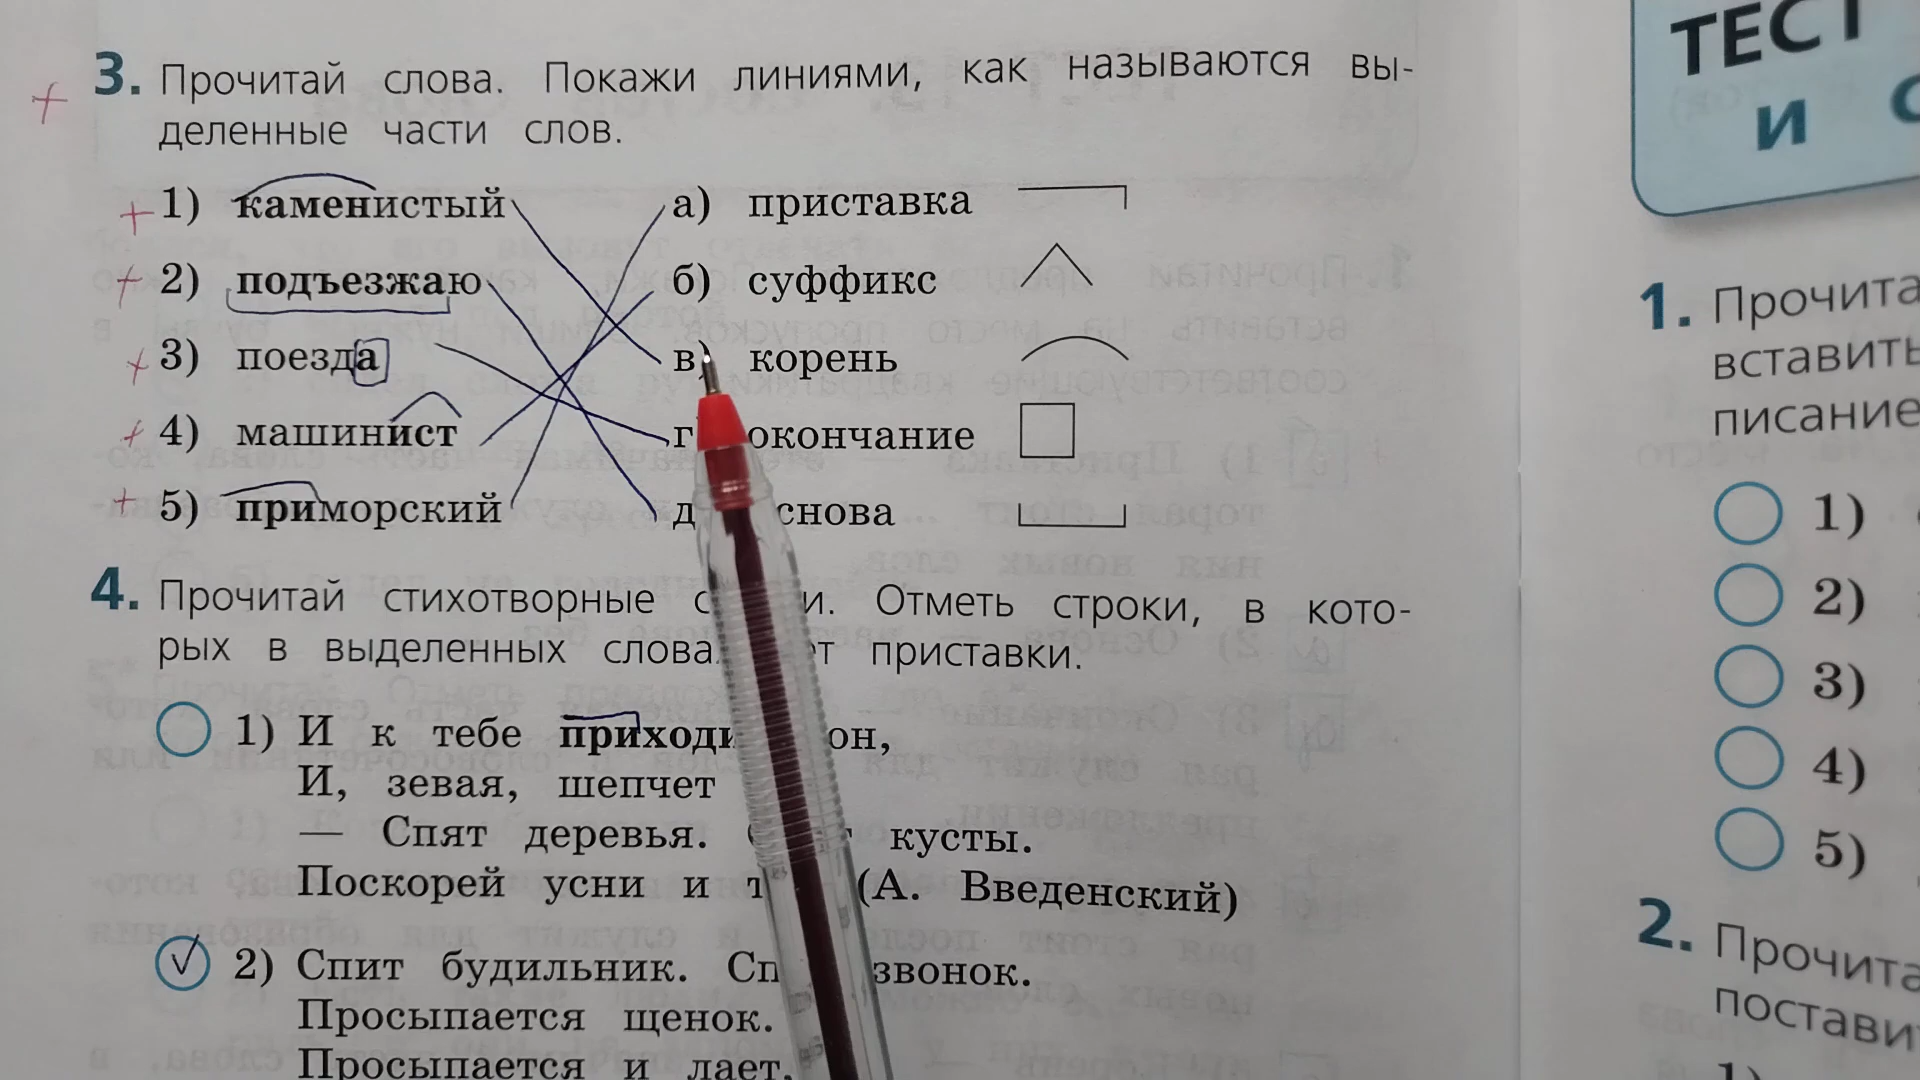 3. Прочитай слова. Покажи линиями, как называются вы-
деленные части слов.
1) каменистый а) приставка
2) подъезжаю б) суффикс
3) поезда в) корень
4) машинист г окончание
5) приморский д снова
4. Прочитай стихотворные Отметь строки, в кото-
рых в выделенных приставки.
1) И к тебе он,
И, зевая, шепчет
— Спят деревья. кусты.
Поскорей усни и (А. Введенский)
2) Спит будильник. звонок.
Просыпается щенок.
Просыпается и лает,
ТЕСТ
и
1. Прочита
вставить
писание
1)
2)
3)
4)
5)
2. Прочита
постави
1)